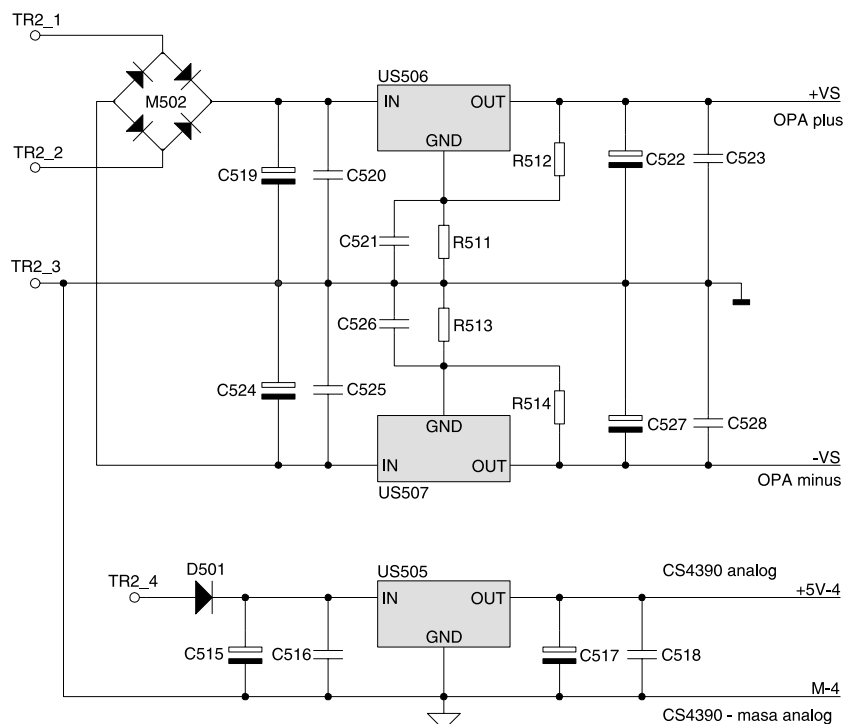 TR2_1
US506
M502
IN
OUT
GND
+VS
OPA plus
TR2_2
C519
C520
R512
C522
C523
C521
R511
TR2_3
C526
R513
C524
C525
R514
GND
C527
C528
IN
OUT
US507
-VS
OPA minus
D501
US505
CS4390 analog
TR2_4
IN
OUT
+5V-4
GND
C515
C516
C517
C518
M-4
CS4390 - masa analog